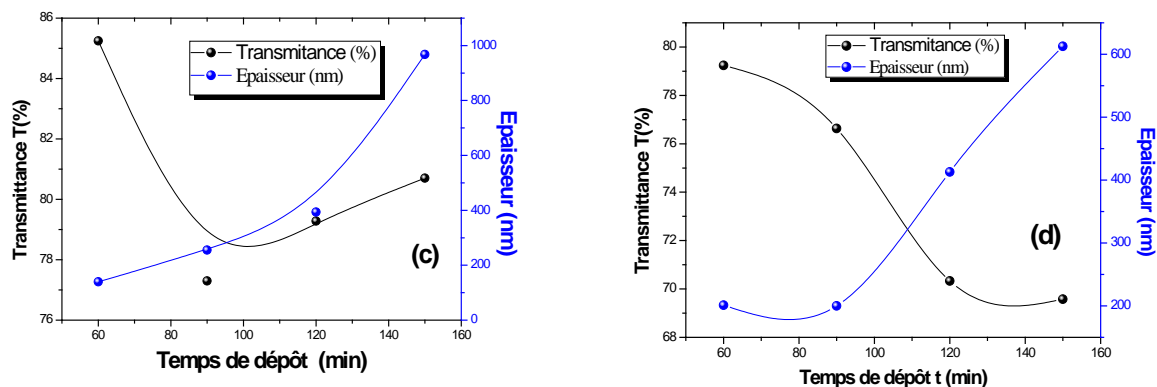 86
84
82
80
78
76
Transmittance T(%)
Transmitance (%)
Epaisseur (nm)
(c)
1000
800
600
400
200
0
Epaisseur (nm)
60 80 100 120 140 160
Temps de dépôt (min)
80
78
76
74
72
70
68
Transmittance T(%)
Transmitance (%)
Epaisseur (nm)
(d)
600
500
400
300
200
Epaisseur (nm)
60 80 100 120 140 160
Temps de dépôt t (min)